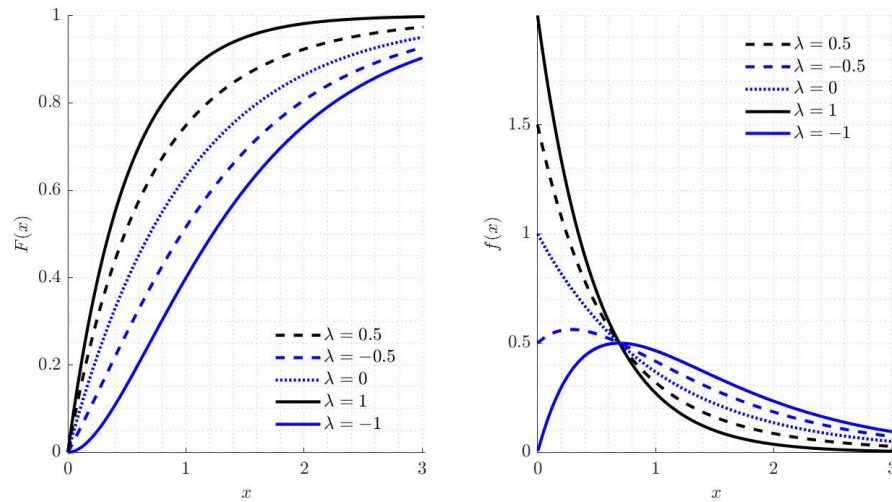 1
0.8
0.6
0.4
0.2
0
F(x)
λ = 0.5
λ = −0.5
λ = 0
λ = 1
λ = −1
0 1 2 3
x
1.5
1
0.5
0
f(x)
λ = 0.5
λ = −0.5
λ = 0
λ = 1
λ = −1
0 1 2 3
x